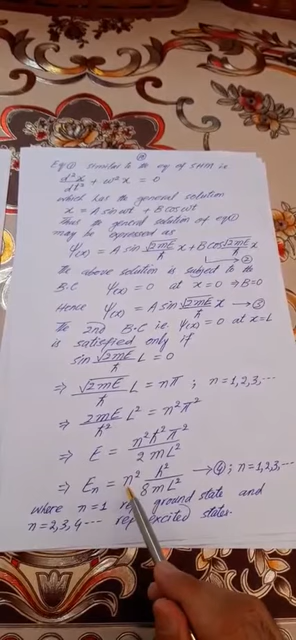 Eq ① similar to the eq of SHM ie
d²x/dt² + ω²x = 0
which has the general solution
x = A sin ωt + B cos ωt
Thus the general solution of eq①
may be expressed as
ψ(x) = A sin √2mE/ħ x + B cos √2mE/ħ x
→ ②
the above solution is subject to the
B.C ψ(x) = 0 at x = 0 ⇒ B=0
Hence ψ(x) = A sin √2mE/ħ x → ③
the 2nd B.C i.e. ψ(x) = 0 at x=L
is satisfied only if
sin √2mE/ħ L = 0
⇒ √2mE/ħ L = nπ ; n = 1,2,3,...
⇒ 2mE/ħ² L² = n²π²
⇒ E = n²ħ²π²/2mL²
⇒ En = n² h²/8mL² → ④ ; n=1,2,3...
where n = 1 rep ground state and
n = 2,3,4... rep excited states.